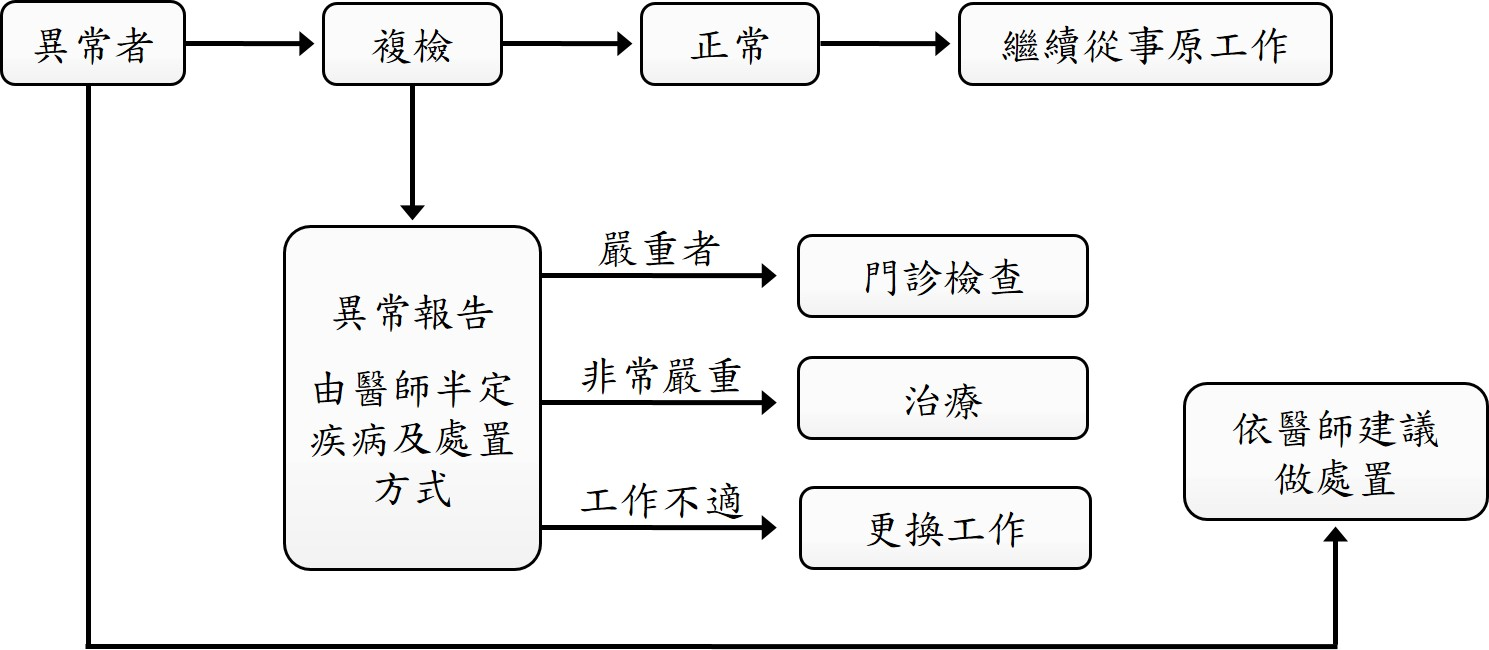 異常者
複檢
正常
繼續從事原工作
異常報告
由醫師半定
疾病及處置
方式
嚴重者
門診檢查
非常嚴重
治療
工作不適
更換工作
依醫師建議
做處置